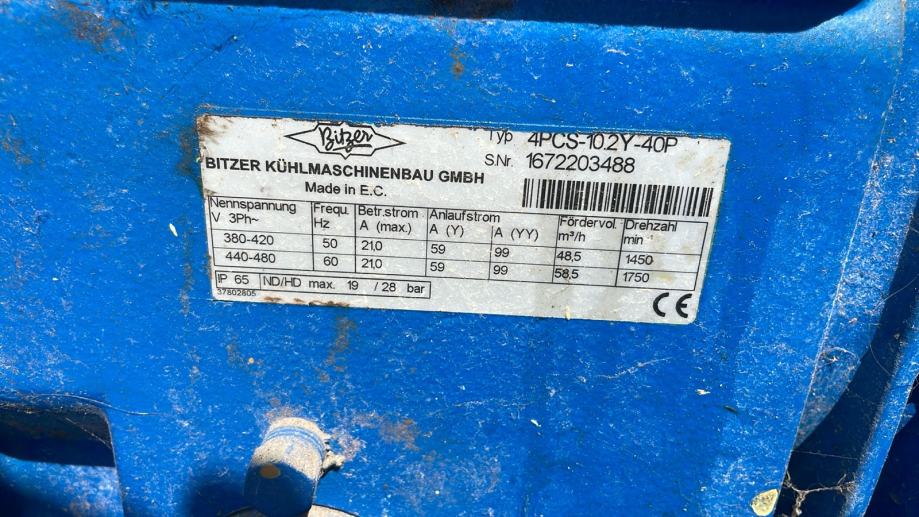 Bitzer
BITZER KÜHLMASCHINENBAU GMBH
Made in E.C.
Typ 4PCS-10.2Y-40P
S.Nr. 1672203488
Nennspannung Frequ. Betr.strom Anlaufstrom Fördervol. Drehzahl
V 3Ph~ Hz A (max.) A (Y) A (YY) m³/h min
380-420 50 21,0 59 99 48,5 1450
440-480 60 21,0 59 99 58,5 1750
IP 65 ND/HD max. 19 / 28 bar
37802805
CE